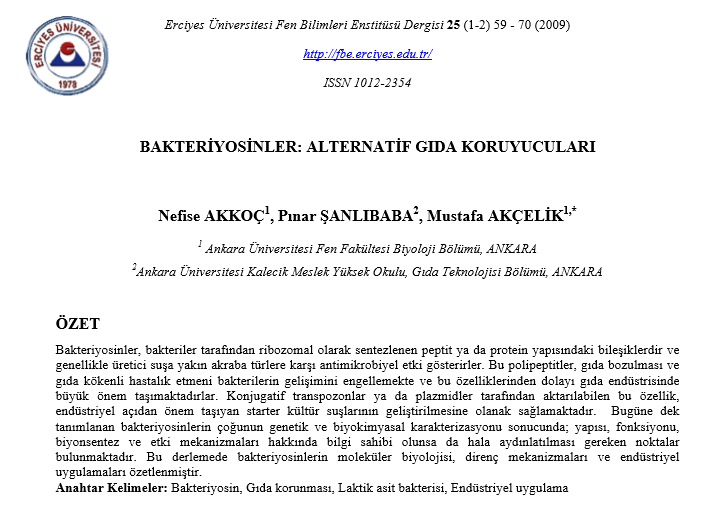 ERCİYES ÜNİVERSİTESİ
1978
Erciyes Üniversitesi Fen Bilimleri Enstitüsü Dergisi 25 (1-2) 59 - 70 (2009)
http://fbe.erciyes.edu.tr/
ISSN 1012-2354
BAKTERİYOSİNLER: ALTERNATİF GIDA KORUYUCULARI
Nefise AKKOÇ1, Pınar ŞANLIBABA2, Mustafa AKÇELİK1,*
1 Ankara Üniversitesi Fen Fakültesi Biyoloji Bölümü, ANKARA
2Ankara Üniversitesi Kalecik Meslek Yüksek Okulu, Gıda Teknolojisi Bölümü, ANKARA
ÖZET
Bakteriyosinler, bakteriler tarafından ribozomal olarak sentezlenen peptit ya da protein yapısındaki bileşiklerdir ve
genellikle üretici suşa yakın akraba türlere karşı antimikrobiyel etki gösterirler. Bu polipeptitler, gıda bozulması ve
gıda kökenli hastalık etmeni bakterilerin gelişimini engellemekte ve bu özelliklerinden dolayı gıda endüstrisinde
büyük önem taşımaktadırlar. Konjugatif transpozonlar ya da plazmidler tarafından aktarılabilen bu özellik,
endüstriyel açıdan önem taşıyan starter kültür suşlarının geliştirilmesine olanak sağlamaktadır. Bugüne dek
tanımlanan bakteriyosinlerin çoğunun genetik ve biyokimyasal karakterizasyonu sonucunda; yapısı, fonksiyonu,
biyonsentez ve etki mekanizmaları hakkında bilgi sahibi olunsa da hala aydınlatılması gereken noktalar
bulunmaktadır. Bu derlemede bakteriyosinlerin moleküler biyolojisi, direnç mekanizmaları ve endüstriyel
uygulamaları özetlenmiştir.
Anahtar Kelimeler: Bakteriyosin, Gıda korunması, Laktik asit bakterisi, Endüstriyel uygulama